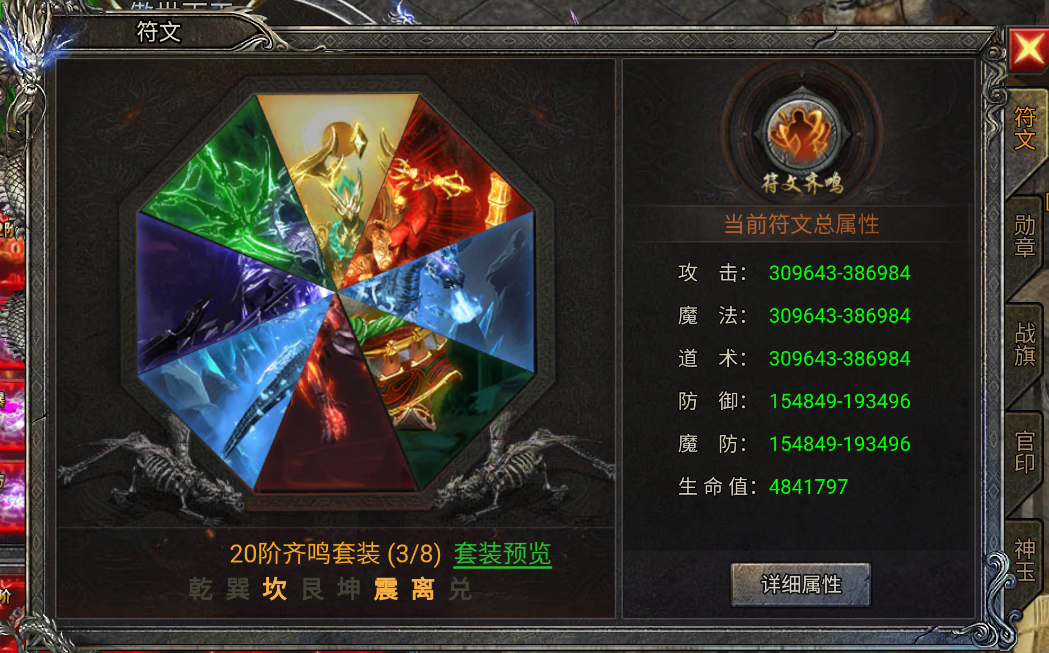 符文
符文齐鸣
当前符文总属性
攻 击： 309643-386984
魔 法： 309643-386984
道 术： 309643-386984
防 御： 154849-193496
魔 防： 154849-193496
生命值： 4841797
详细属性
20阶齐鸣套装 (3/8) 套装预览
乾 巽 坎 艮 坤 震 离 兑
符文
勋章
战旗
官印
神玉